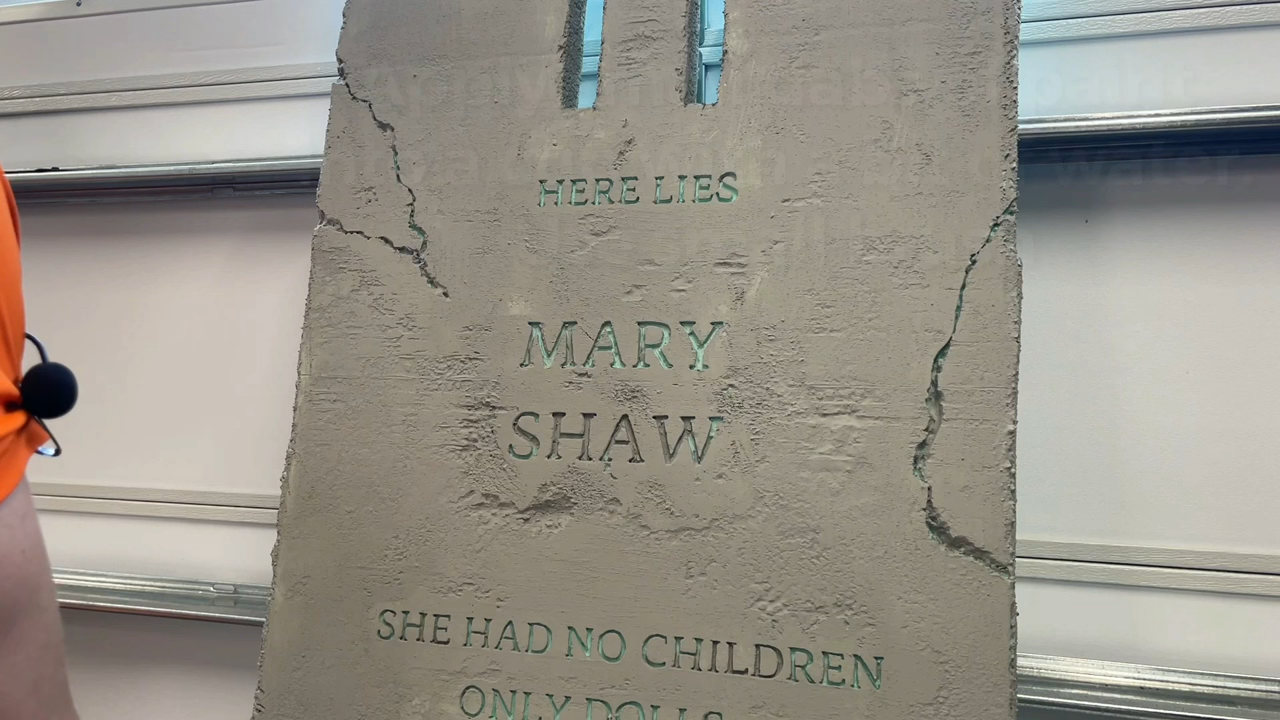 HERE LIES
MARY
SHAW
SHE HAD NO CHILDREN
ONLY DOLLS